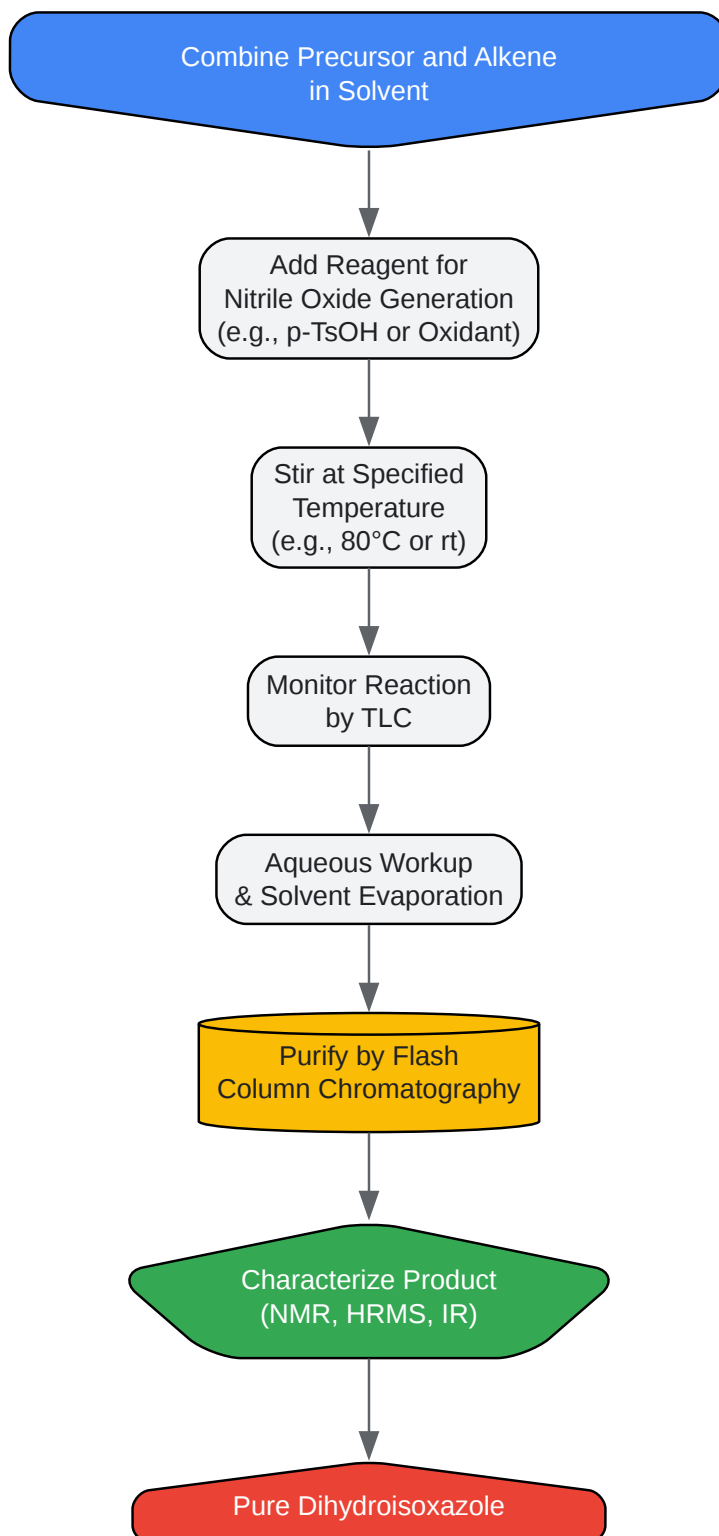 Combine Precursor and Alkene
in Solvent
Add Reagent for
Nitrile Oxide Generation
(e.g., p-TsOH or Oxidant)
Stir at Specified
Temperature
(e.g., 80°C or rt)
Monitor Reaction
by TLC
Aqueous Workup
& Solvent Evaporation
Purify by Flash
Column Chromatography
Characterize Product
(NMR, HRMS, IR)
Pure Dihydroisoxazole